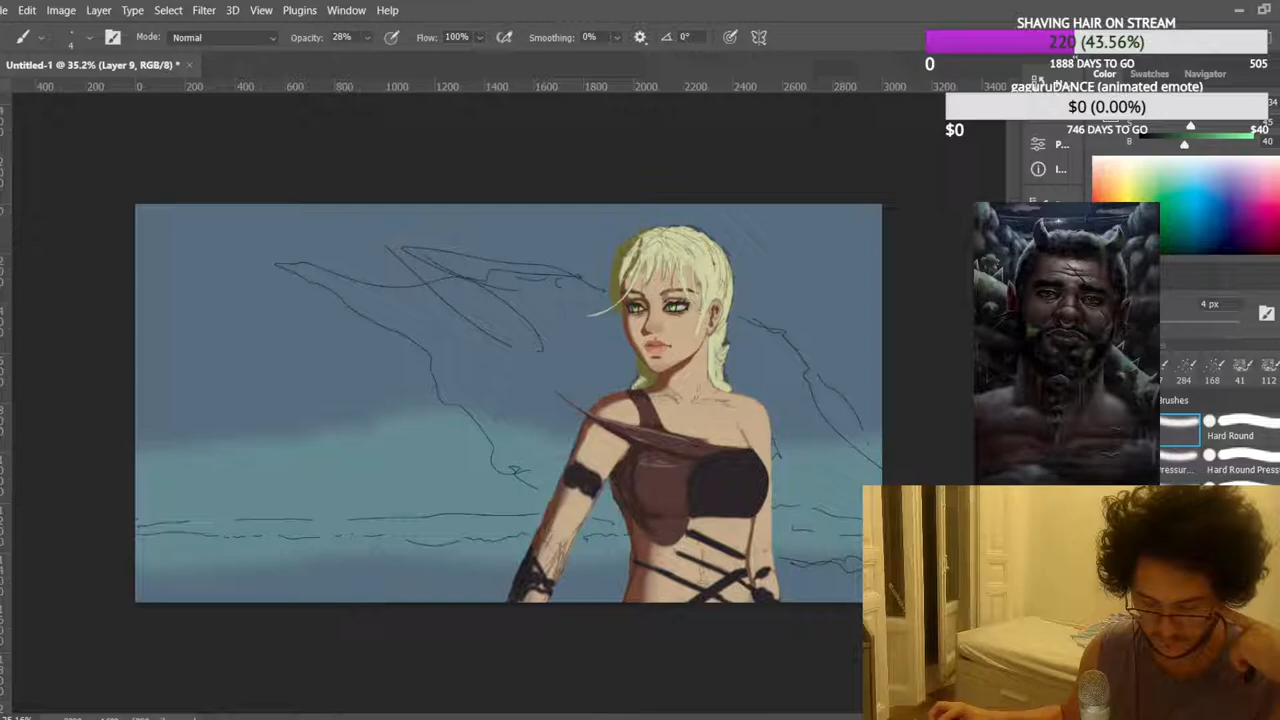 Edit Image Layer Type Select Filter 3D View Plugins Window Help
SHAVING HAIR ON STREAM
4 Mode: Normal Opacity: 28% Flow: 100% Smoothing: 0% 0°
220 (43.56%)
0 1888 DAYS TO GO 505
Untitled-1 @ 35.2% (Layer 9, RGB/8) * ×
Color Swatches Navigator
400 200 0 200 400 600 800 1000 1200 1400 1600 1800 2000 2200 2400 2600 2800 3000 3200 3400
gaguruDANCE (animated emote)
$0 (0.00%)
$0 746 DAYS TO GO $40
B 40
P...
I...
4 px
284 168 41 112
Hard Round
Hard Round